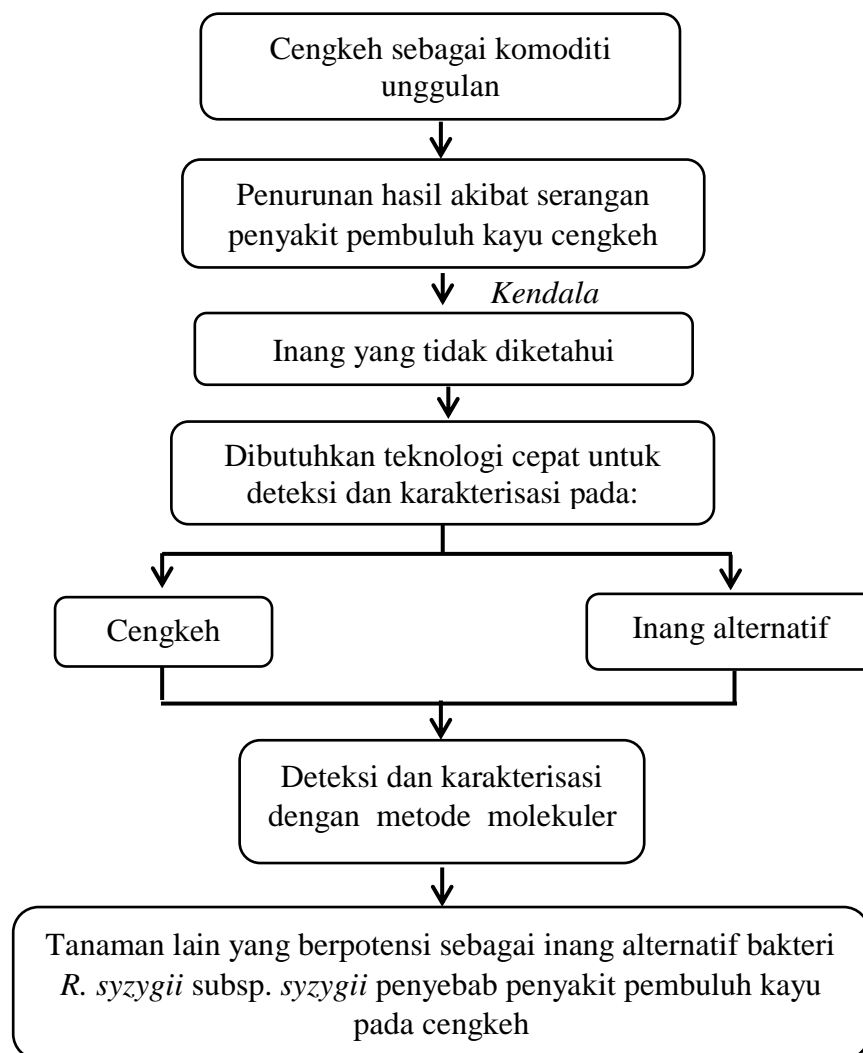 Cengkeh sebagai komoditi
unggulan
Penurunan hasil akibat serangan
penyakit pembuluh kayu cengkeh
Kendala
Inang yang tidak diketahui
Dibutuhkan teknologi cepat untuk
deteksi dan karakterisasi pada:
Cengkeh
Inang alternatif
Deteksi dan karakterisasi
dengan metode molekuler
Tanaman lain yang berpotensi sebagai inang alternatif bakteri
R. syzygii subsp. syzygii penyebab penyakit pembuluh kayu
pada cengkeh